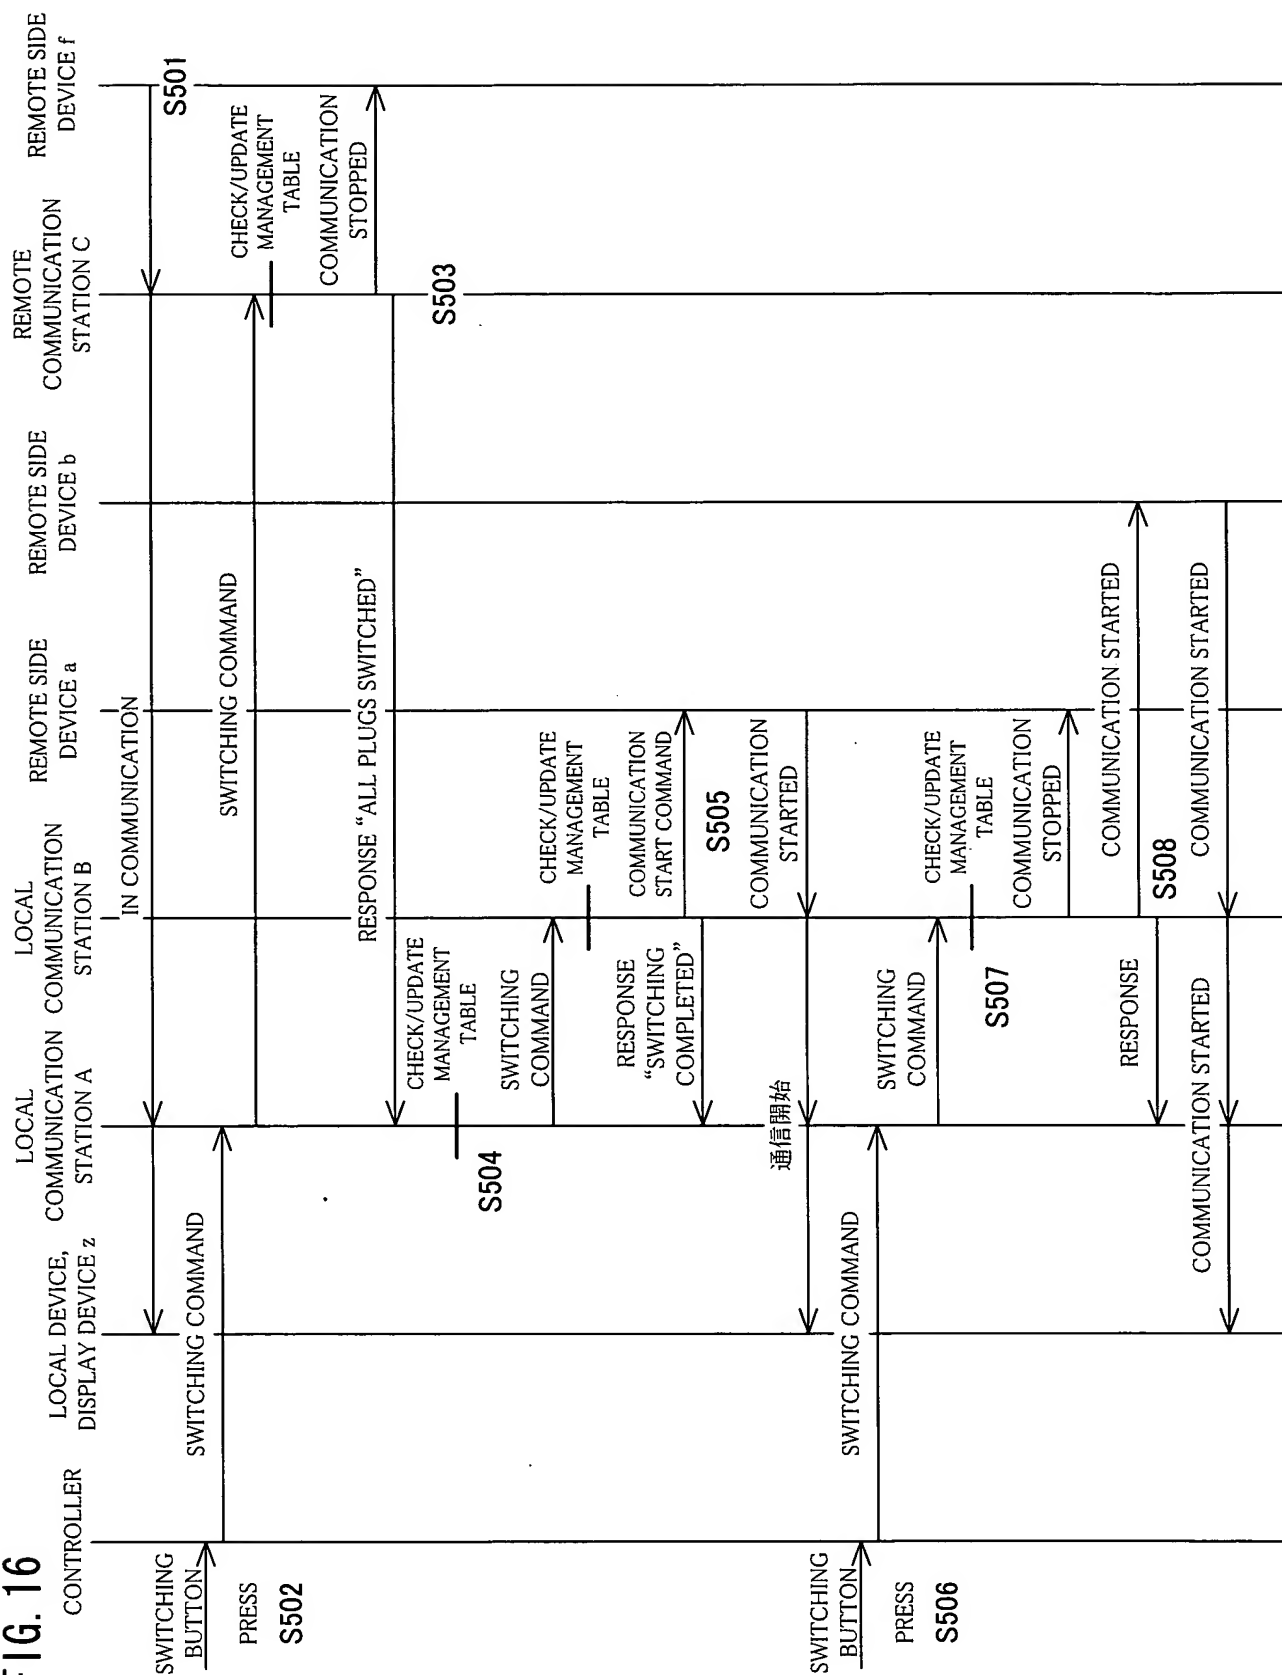 FIG. 16
CONTROLLER
LOCAL DEVICE,
DISPLAY DEVICE z
LOCAL
COMMUNICATION
STATION A
LOCAL
COMMUNICATION
STATION B
REMOTE SIDE
DEVICE a
REMOTE SIDE
DEVICE b
REMOTE
COMMUNICATION
STATION C
REMOTE SIDE
DEVICE f
IN COMMUNICATION
S501
SWITCHING
BUTTON
PRESS
S502
SWITCHING COMMAND
SWITCHING COMMAND
CHECK/UPDATE
MANAGEMENT
TABLE
COMMUNICATION
STOPPED
RESPONSE “ALL PLUGS SWITCHED”
S503
CHECK/UPDATE
MANAGEMENT
TABLE
S504
SWITCHING
COMMAND
CHECK/UPDATE
MANAGEMENT
TABLE
COMMUNICATION
START COMMAND
RESPONSE
“SWITCHING
COMPLETED”
S505
COMMUNICATION
STARTED
通信開始
SWITCHING
BUTTON
PRESS
S506
SWITCHING COMMAND
SWITCHING
COMMAND
CHECK/UPDATE
MANAGEMENT
TABLE
S507
COMMUNICATION
STOPPED
COMMUNICATION STARTED
RESPONSE
S508
COMMUNICATION STARTED
COMMUNICATION STARTED